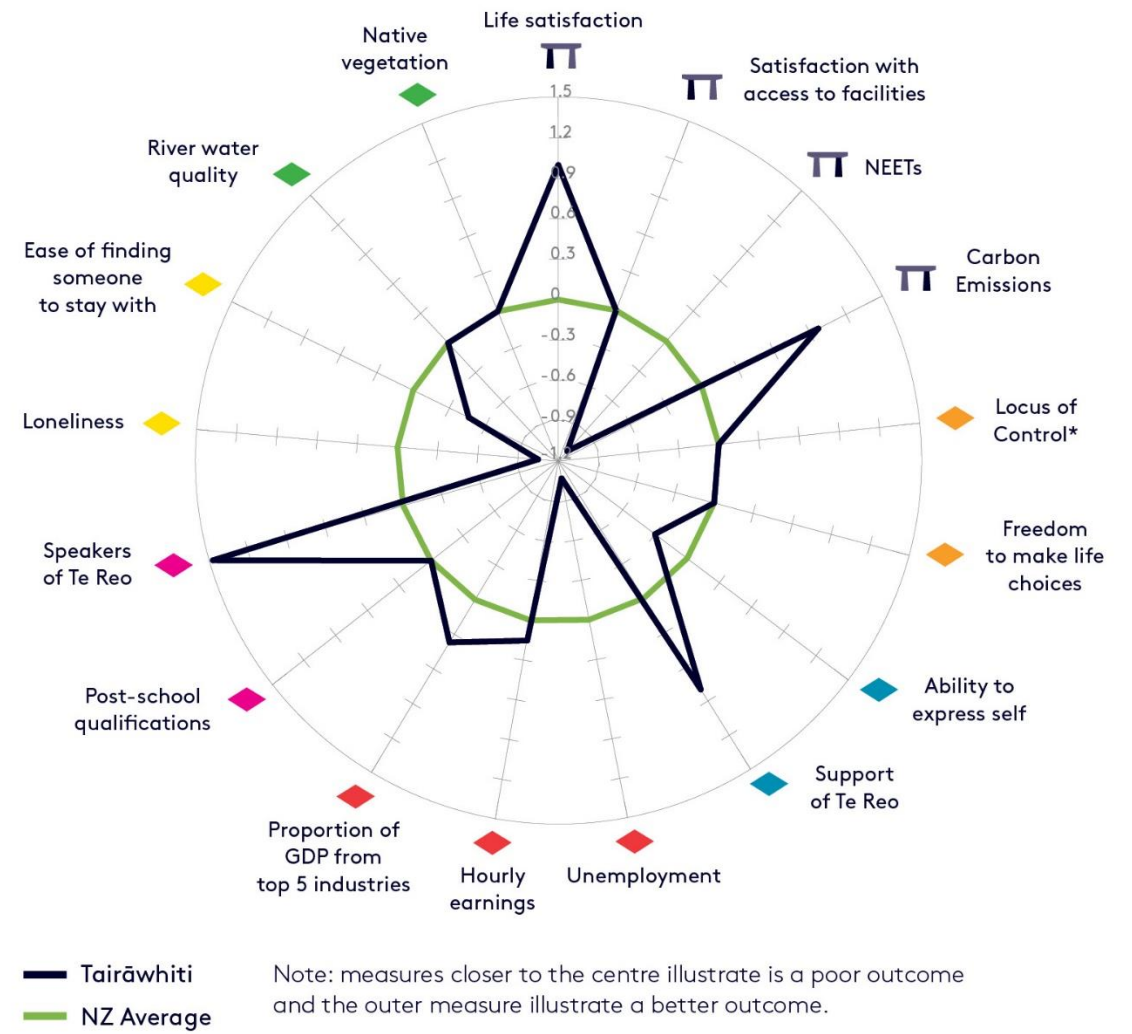 Life satisfaction
Native
vegetation
Satisfaction with
access to facilities
1.5
1.2
0.9
0.6
0.3
0
-0.3
-0.6
-0.9
-1.2
River water
quality
NEETs
Ease of finding
someone
to stay with
Carbon
Emissions
Loneliness
Locus of
Control*
Speakers
of Te Reo
Freedom
to make life
choices
Post-school
qualifications
Ability to
express self
Support
of Te Reo
Proportion of
GDP from
top 5 industries
Hourly
earnings
Unemployment
Tairāwhiti
NZ Average
Note: measures closer to the centre illustrate is a poor outcome
and the outer measure illustrate a better outcome.